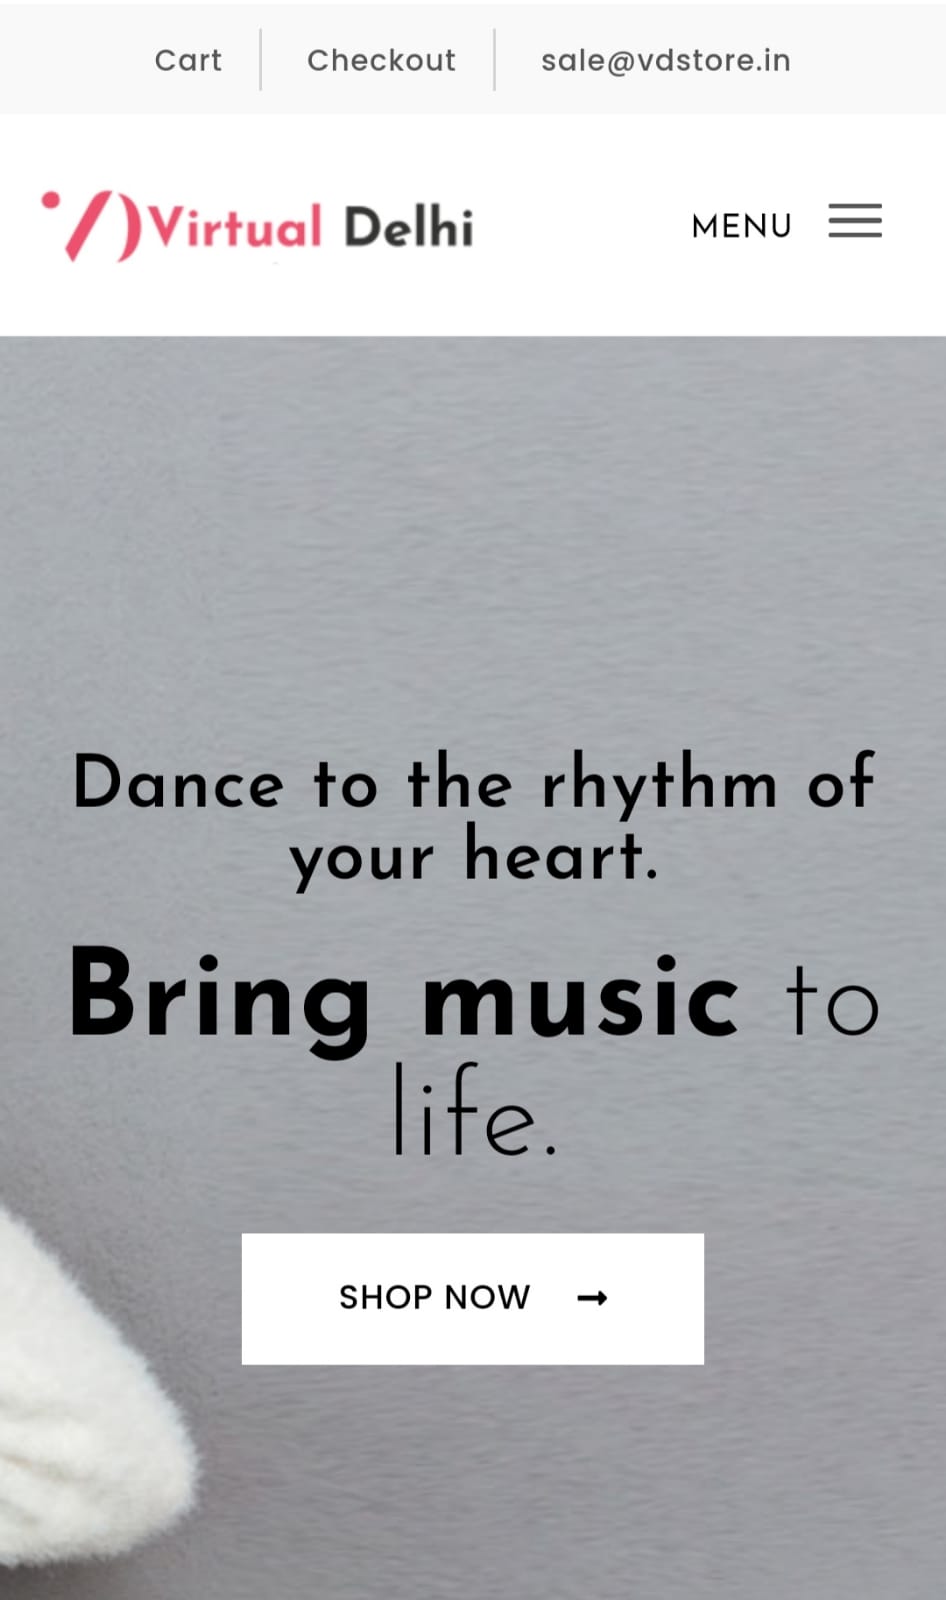 Cart Checkout sale@vdstore.in
Virtual Delhi MENU
Dance to the rhythm of
your heart.
Bring music to
life.
SHOP NOW